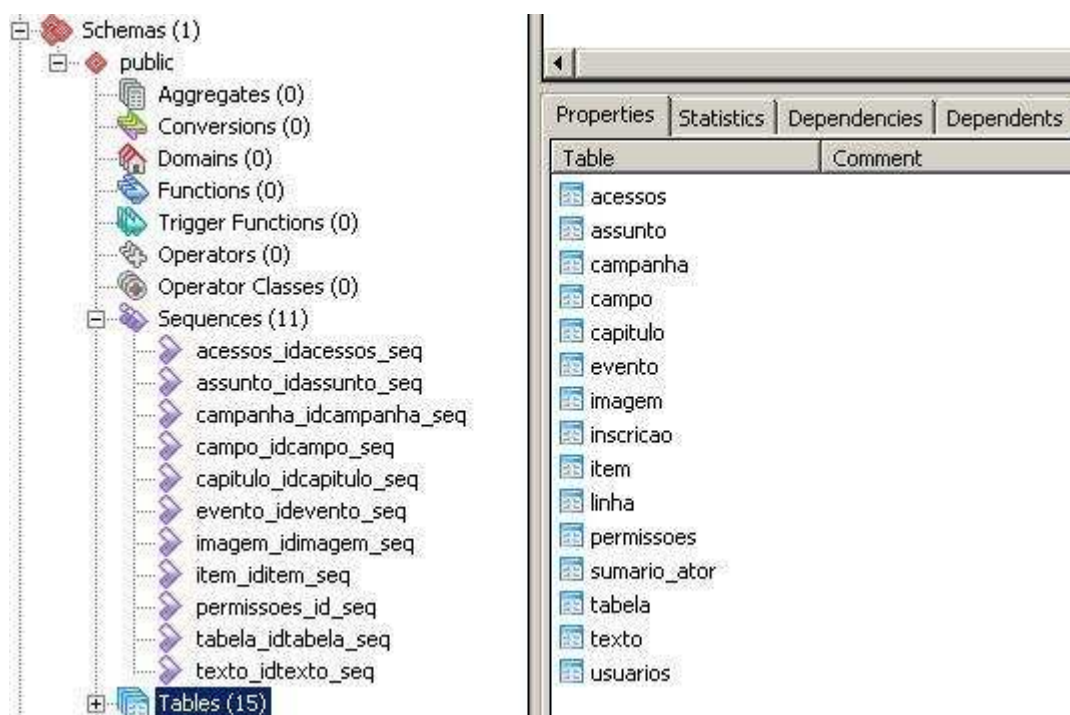 Schemas (1)
public
Aggregates (0)
Conversions (0)
Domains (0)
Functions (0)
Trigger Functions (0)
Operators (0)
Operator Classes (0)
Sequences (11)
acessos_idacessos_seq
assunto_idassunto_seq
campanha_idcampanha_seq
campo_idcampo_seq
capitulo_idcapitulo_seq
evento_idevento_seq
imagem_idimagem_seq
item_iditem_seq
permissoes_id_seq
tabela_idtabela_seq
texto_idtexto_seq
Tables (15)
Properties Statistics Dependencies Dependents
Table Comment
acessos
assunto
campanha
campo
capitulo
evento
imagem
inscricao
item
linha
permissoes
sumario_ator
tabela
texto
usuarios